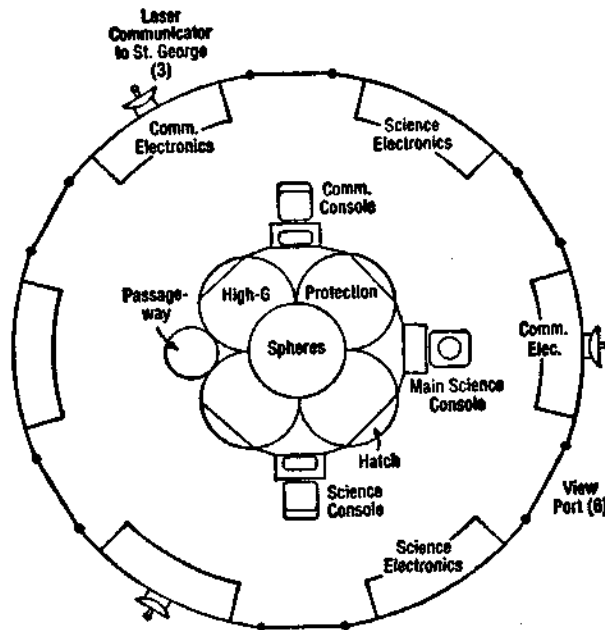 Laser
Communicator
to St. George
(3)
Comm.
Electronics
Science
Electronics
Comm.
Console
Passage-
way
High-G
Protection
Spheres
Comm.
Elec.
Main Science
Console
Hatch
Science
Console
View
Port (6)
Science
Electronics